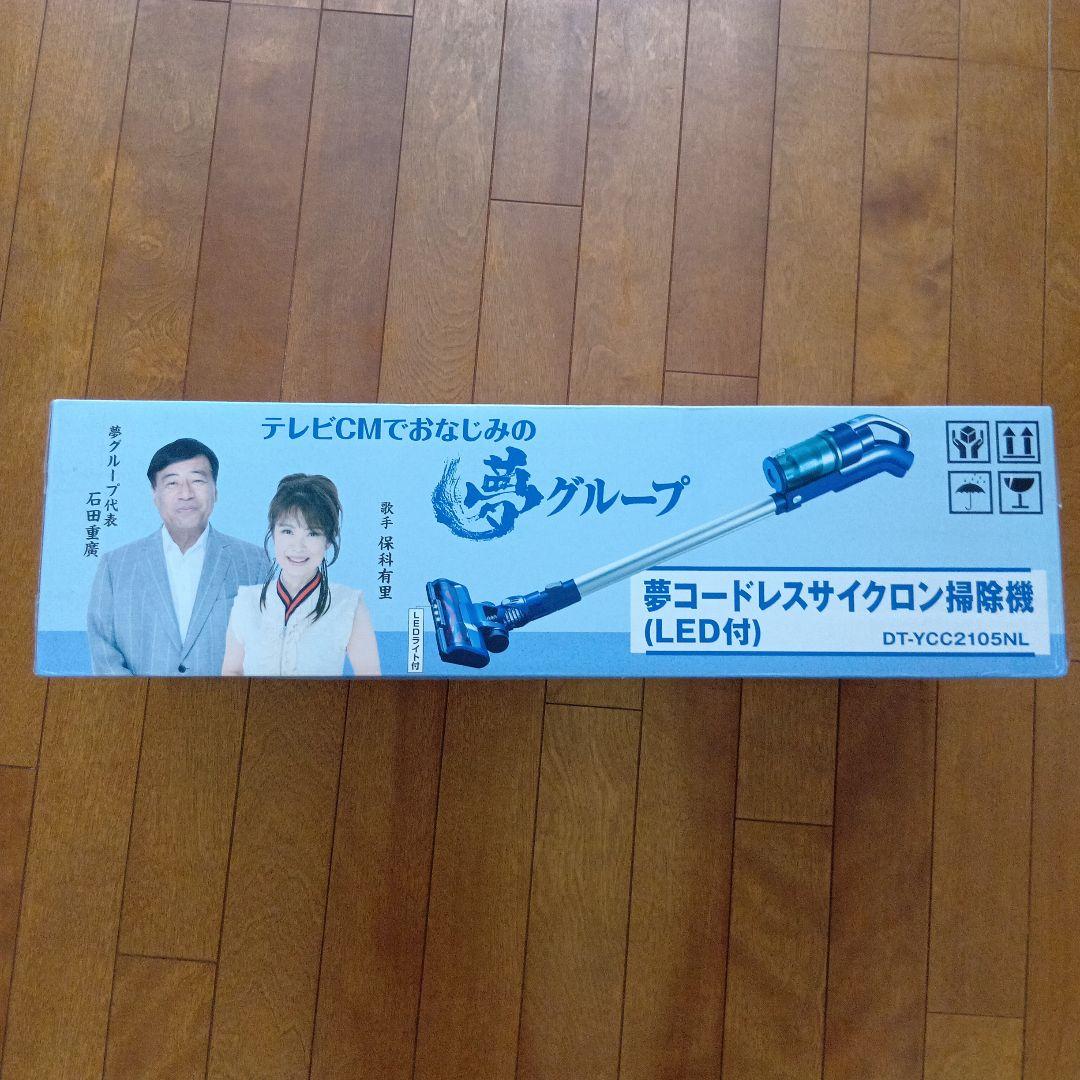 テレビCMでおなじみの
夢グループ
夢グループ代表
石田重廣
歌手 保科有里
LEDライト付
夢コードレスサイクロン掃除機
(LED付)
DT-YCC2105NL